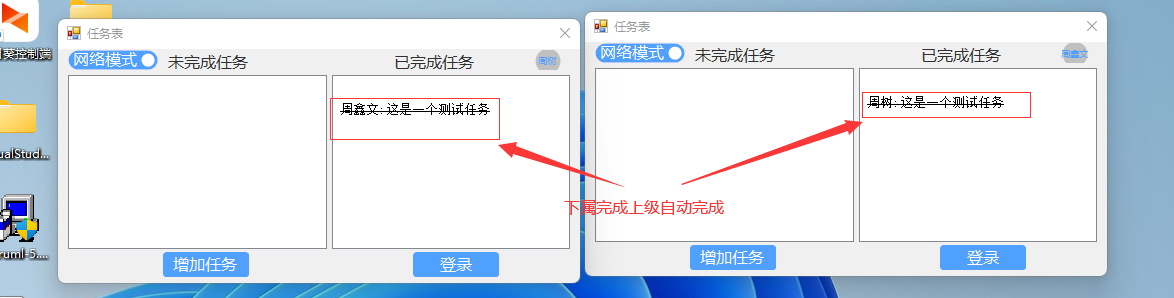 葵控制端
ualStud...
ruml-5....
任务表
网络模式
未完成任务
已完成任务
周树
周鑫文: 这是一个测试任务
增加任务
登录
任务表
网络模式
未完成任务
已完成任务
周鑫文
周树: 这是一个测试任务
增加任务
登录
下属完成上级自动完成